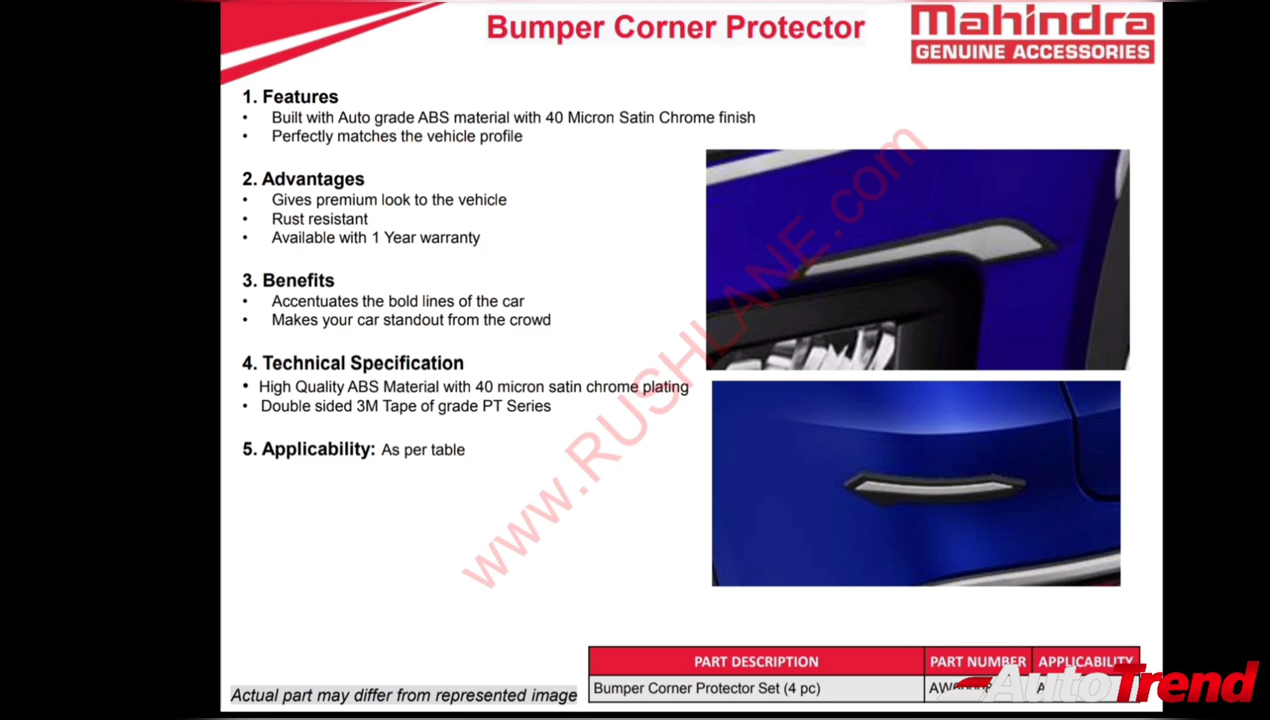 Bumper Corner Protector
Mahindra
GENUINE ACCESSORIES
1. Features
• Built with Auto grade ABS material with 40 Micron Satin Chrome finish
• Perfectly matches the vehicle profile
2. Advantages
• Gives premium look to the vehicle
• Rust resistant
• Available with 1 Year warranty
3. Benefits
• Accentuates the bold lines of the car
• Makes your car standout from the crowd
4. Technical Specification
• High Quality ABS Material with 40 micron satin chrome plating
• Double sided 3M Tape of grade PT Series
5. Applicability: As per table
www.RUSHLANE.com
PART DESCRIPTION PART NUMBER APPLICABILITY
Bumper Corner Protector Set (4 pc)
Actual part may differ from represented image
AutoTrend